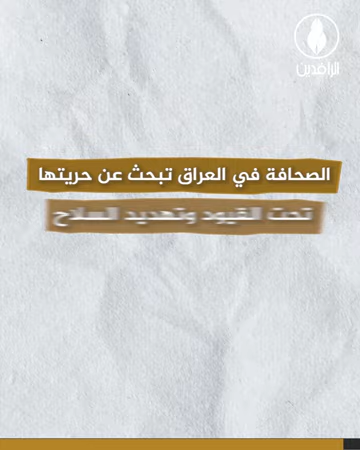 الرافدين
الصحافة في العراق تبحث عن حريتها
تحت القيود وتهديد السلاح